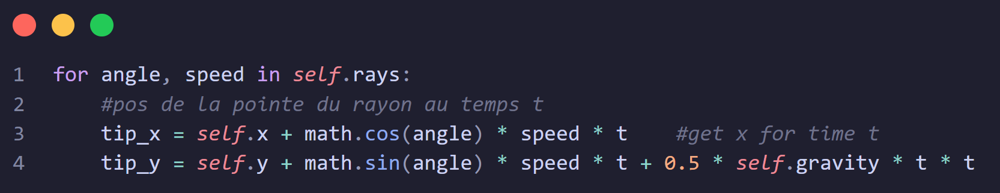 1 for angle, speed in self.rays:
2 #pos de la pointe du rayon au temps t
3 tip_x = self.x + math.cos(angle) * speed * t #get x for time t
4 tip_y = self.y + math.sin(angle) * speed * t + 0.5 * self.gravity * t * t